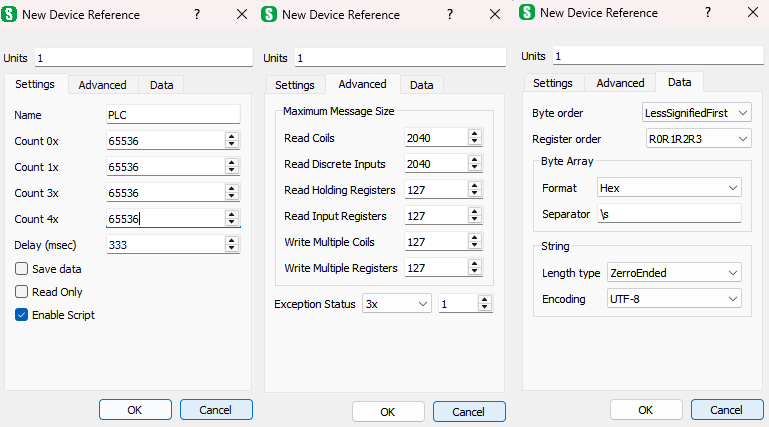 New Device Reference ?
Units 1
Settings Advanced Data
Name PLC
Count 0x 65536
Count 1x 65536
Count 3x 65536
Count 4x 65536
Delay (msec) 333
Save data
Read Only
Enable Script
OK Cancel
New Device Reference ?
Units 1
Settings Advanced Data
Maximum Message Size
Read Coils 2040
Read Discrete Inputs 2040
Read Holding Registers 127
Read Input Registers 127
Write Multiple Coils 127
Write Multiple Registers 127
Exception Status 3x 1
OK Cancel
New Device Reference ?
Units 1
Settings Advanced Data
Byte order LessSignifiedFirst
Register order R0R1R2R3
Byte Array
Format Hex
Separator \s
String
Length type ZerroEnded
Encoding UTF-8
OK Cancel